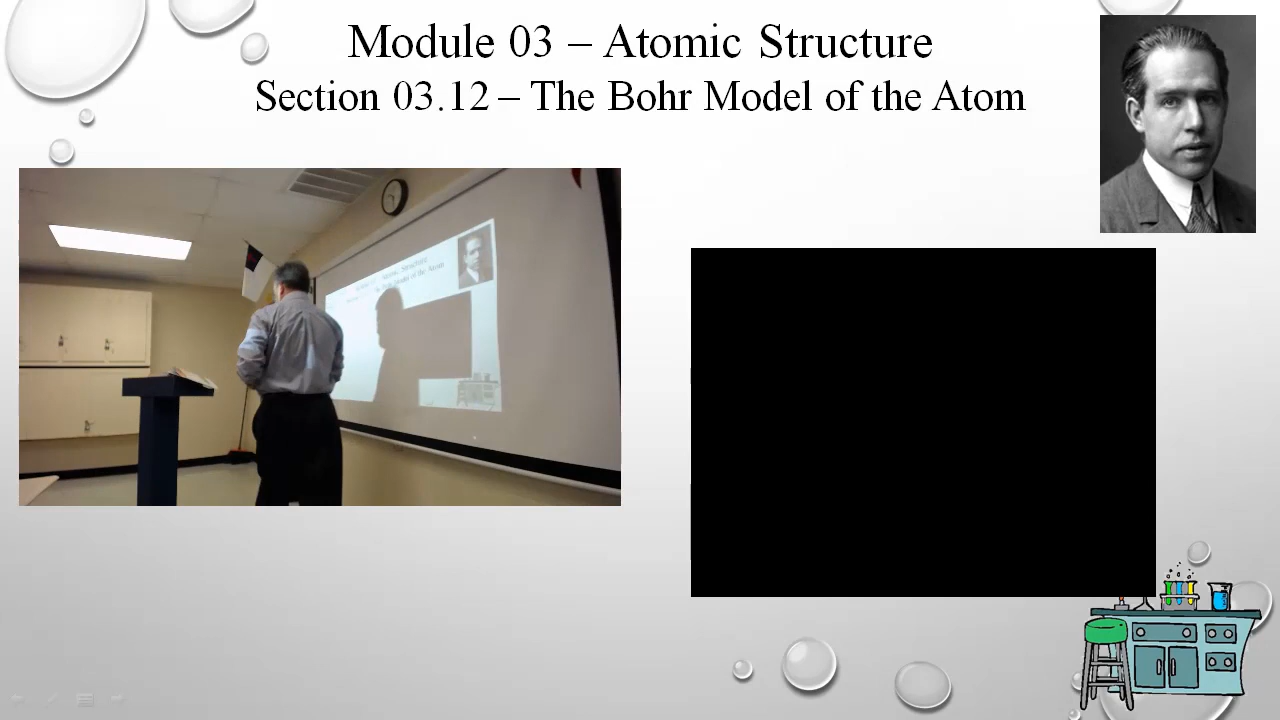 Module 03 – Atomic Structure
Section 03.12 – The Bohr Model of the Atom